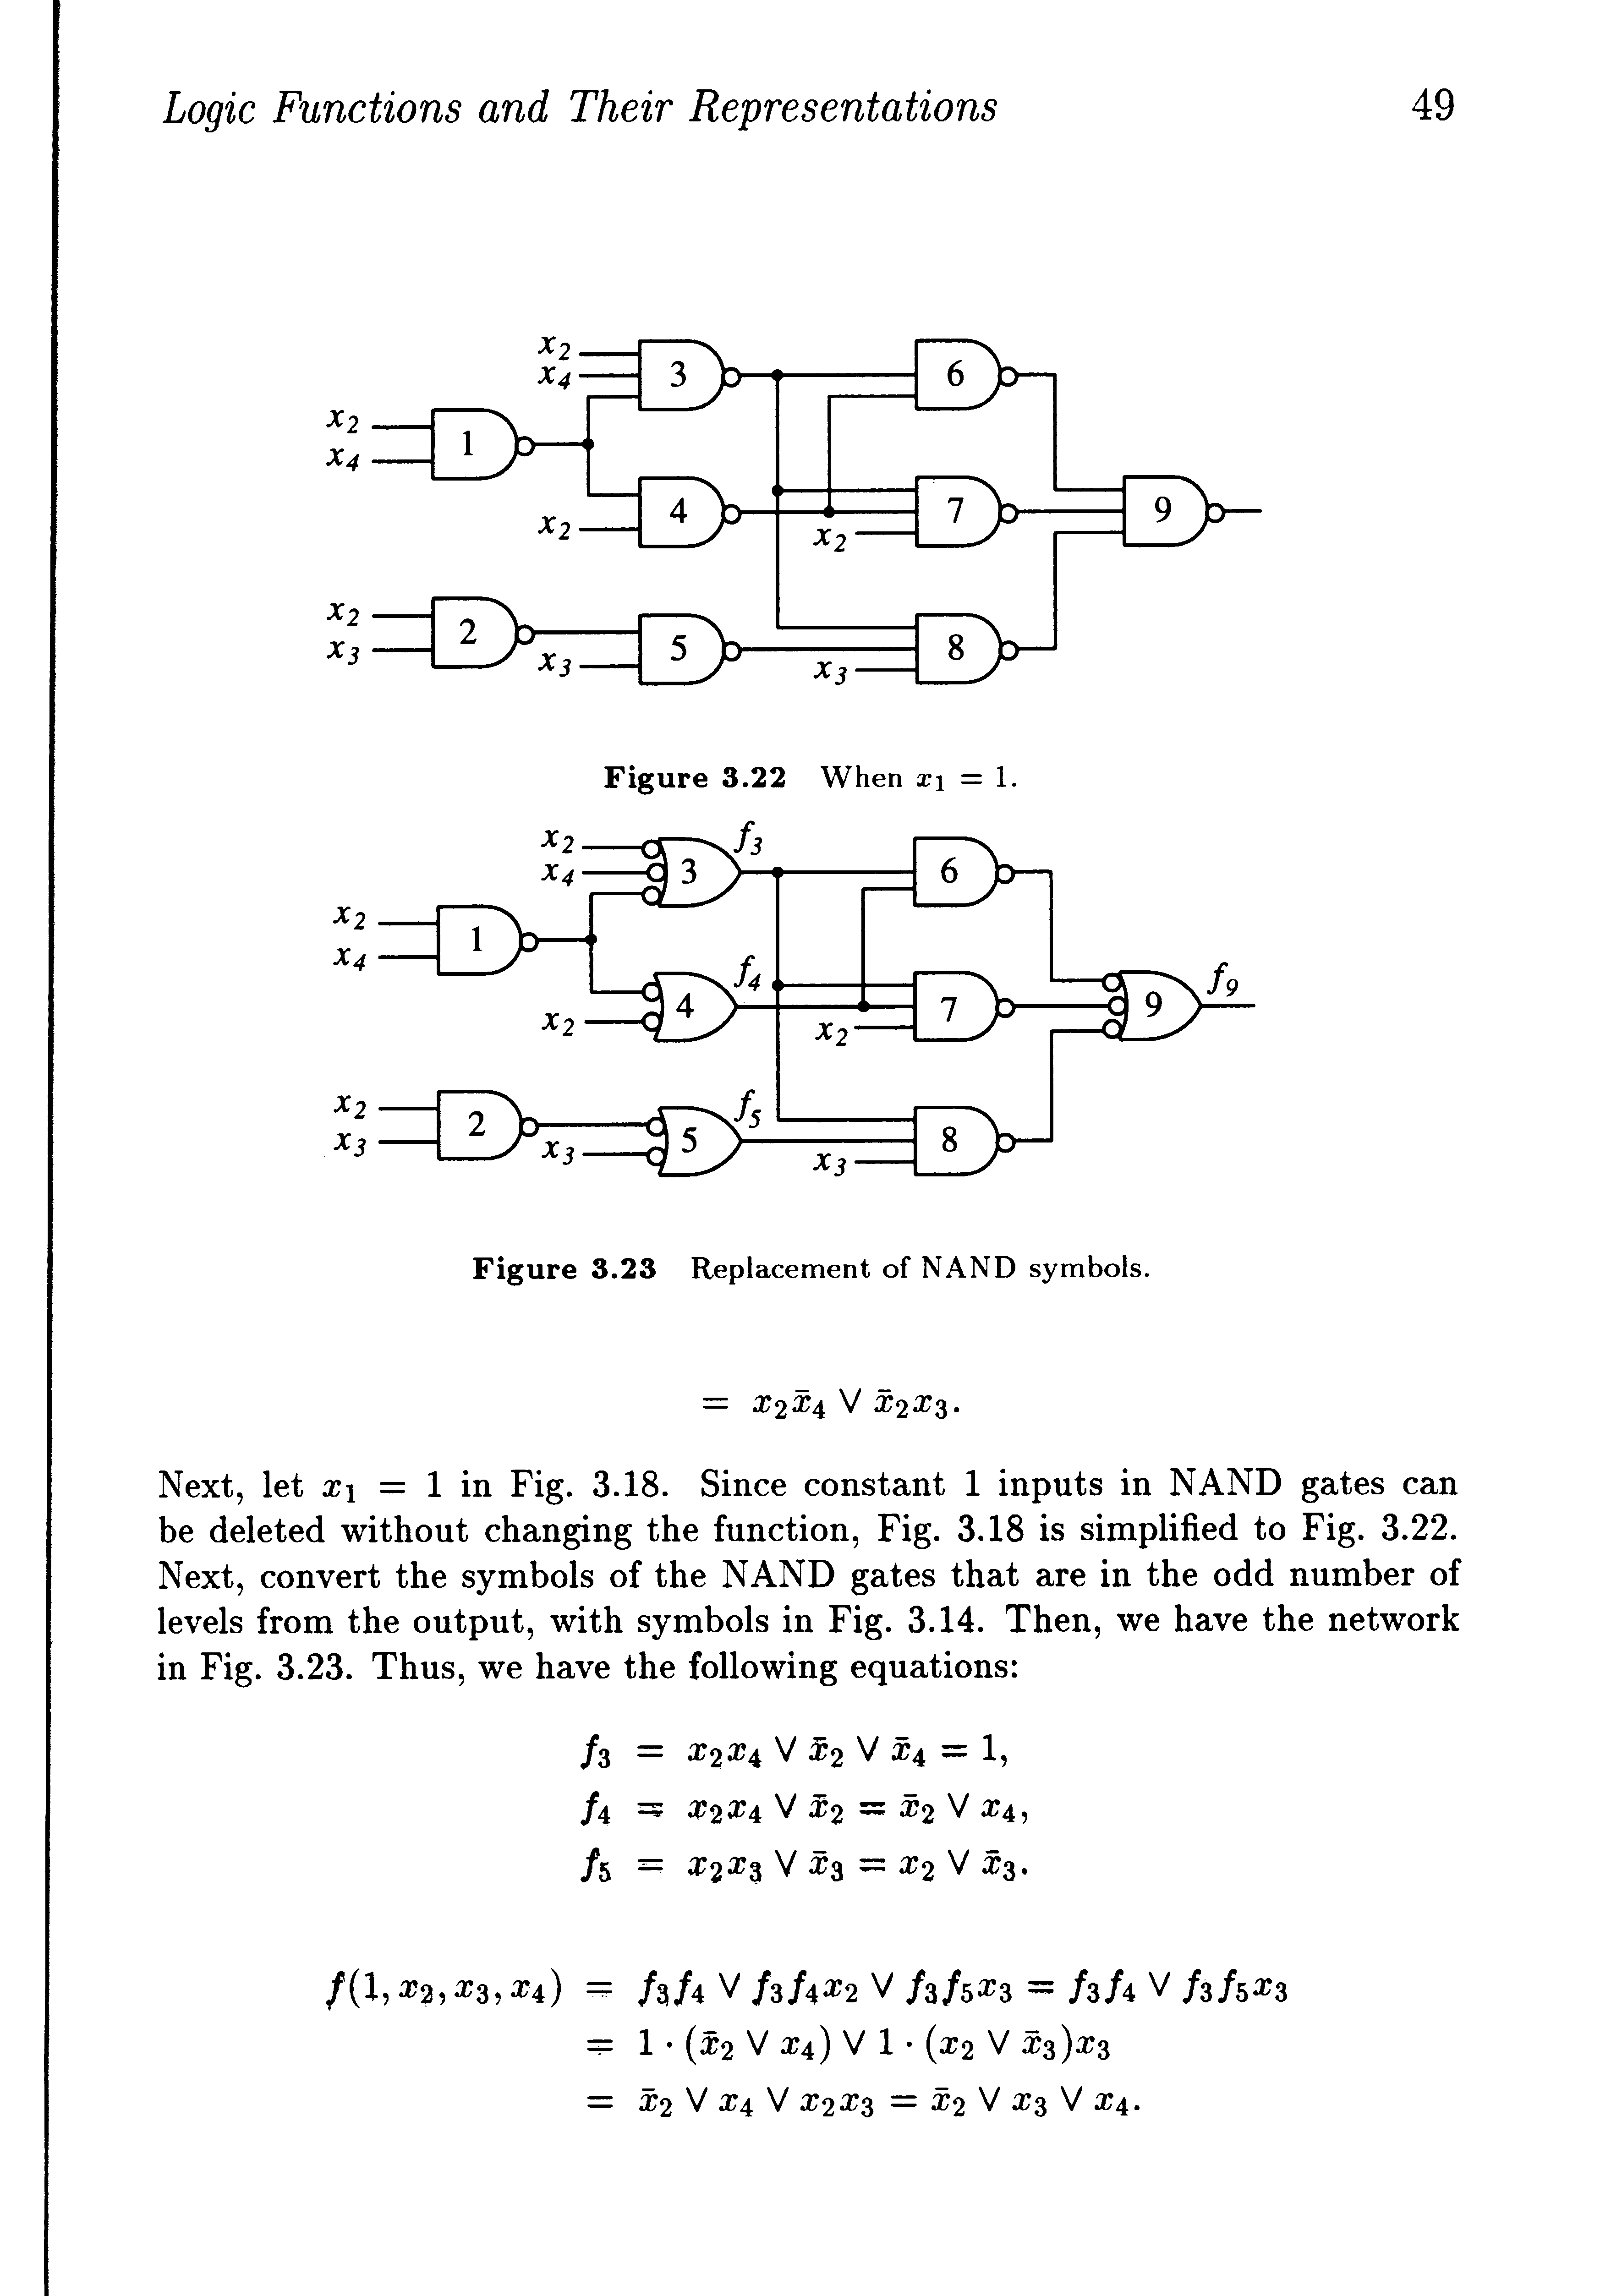 Logic Functions and Their Representations 49
x2
x4
3
6
x2
x4
1
4
x2
7
x2
9
x2
x3
2
x3
5
8
x3
Figure 3.22 When x1 = 1.
x2
x4
3
f3
6
x2
x4
1
f4
4
x2
7
x2
9
f9
x2
x3
2
x3
f5
5
8
x3
Figure 3.23 Replacement of NAND symbols.
= x2x̄4 ∨ x̄2x3.
Next, let x1 = 1 in Fig. 3.18. Since constant 1 inputs in NAND gates can
be deleted without changing the function, Fig. 3.18 is simplified to Fig. 3.22.
Next, convert the symbols of the NAND gates that are in the odd number of
levels from the output, with symbols in Fig. 3.14. Then, we have the network
in Fig. 3.23. Thus, we have the following equations:
f3 = x2x4 ∨ x̄2 ∨ x̄4 = 1,
f4 = x2x4 ∨ x̄2 = x̄2 ∨ x4,
f5 = x2x3 ∨ x̄3 = x2 ∨ x̄3.
f(1, x2, x3, x4) = f3f4 ∨ f3f4x2 ∨ f3f5x3 = f3f4 ∨ f3f5x3
= 1 · (x̄2 ∨ x4) ∨ 1 · (x2 ∨ x̄3)x3
= x̄2 ∨ x4 ∨ x2x3 = x̄2 ∨ x3 ∨ x4.